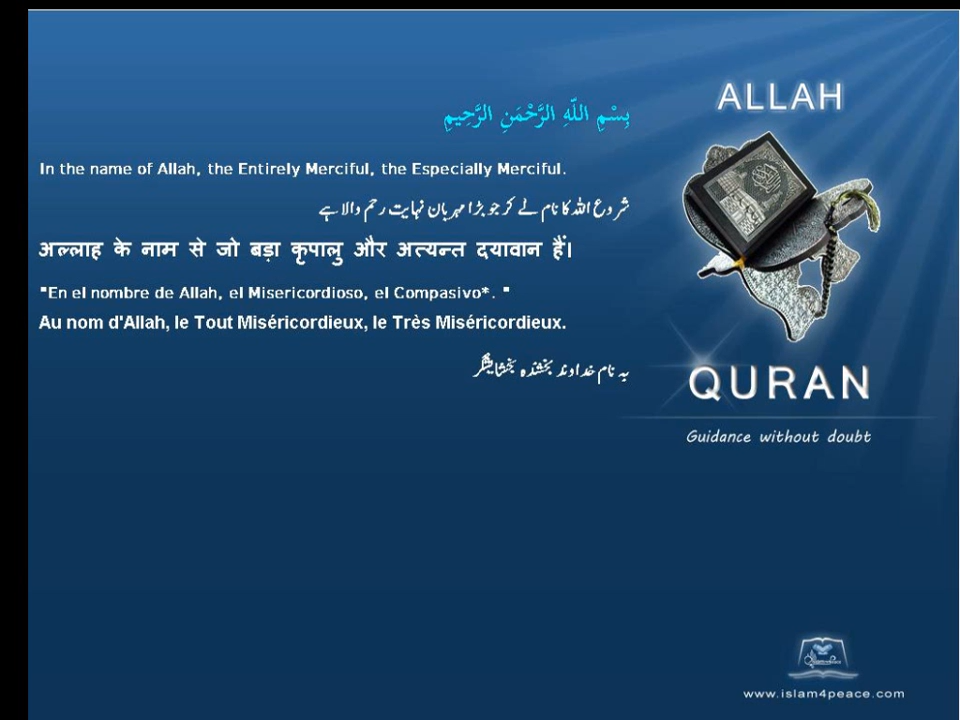 بِسْمِ اللَّهِ الرَّحْمَنِ الرَّحِيمِ
In the name of Allah, the Entirely Merciful, the Especially Merciful.
شروع اللہ کا نام لے کر جو بڑا مہربان نہایت رحم والا ہے
अल्लाह के नाम से जो बड़ा कृपालु और अत्यन्त दयावान हैं।
"En el nombre de Allah, el Misericordioso, el Compasivo*. "
Au nom d'Allah, le Tout Miséricordieux, le Très Miséricordieux.
به نام خداوند بخشنده بخشایشگر
ALLAH
QURAN
Guidance without doubt
www.islam4peace.com